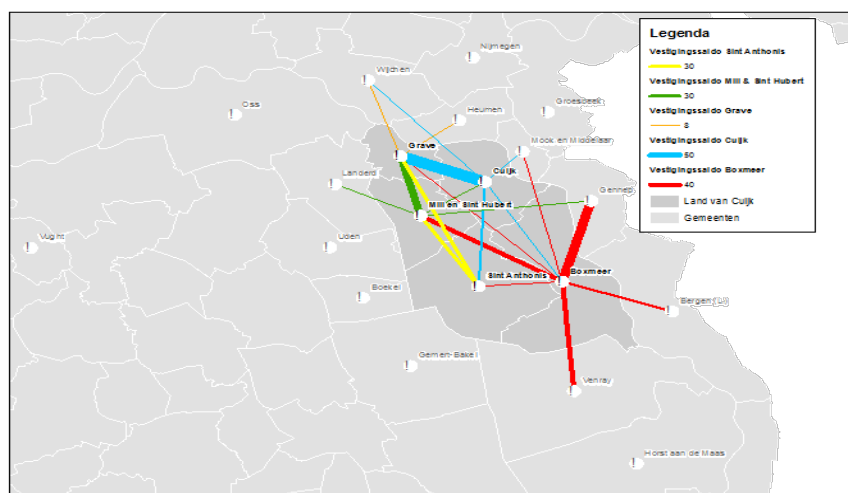 Legenda
Vestigingssaldo Sint Anthonis
30
Vestigingssaldo Mill & Sint Hubert
30
Vestigingssaldo Grave
8
Vestigingssaldo Cuijk
50
Vestigingssaldo Boxmeer
40
Land van Cuijk
Gemeenten
Nijmegen
Wijchen
Oss
Heumen
Groesbeek
Grave
Mook en Middelaar
Cuijk
Landerd
Gennep
Mill en Sint Hubert
Vught
Uden
Sint Anthonis
Boxmeer
Boekel
Bergen (L)
Gemert-Bakel
Venray
Horst aan de Maas